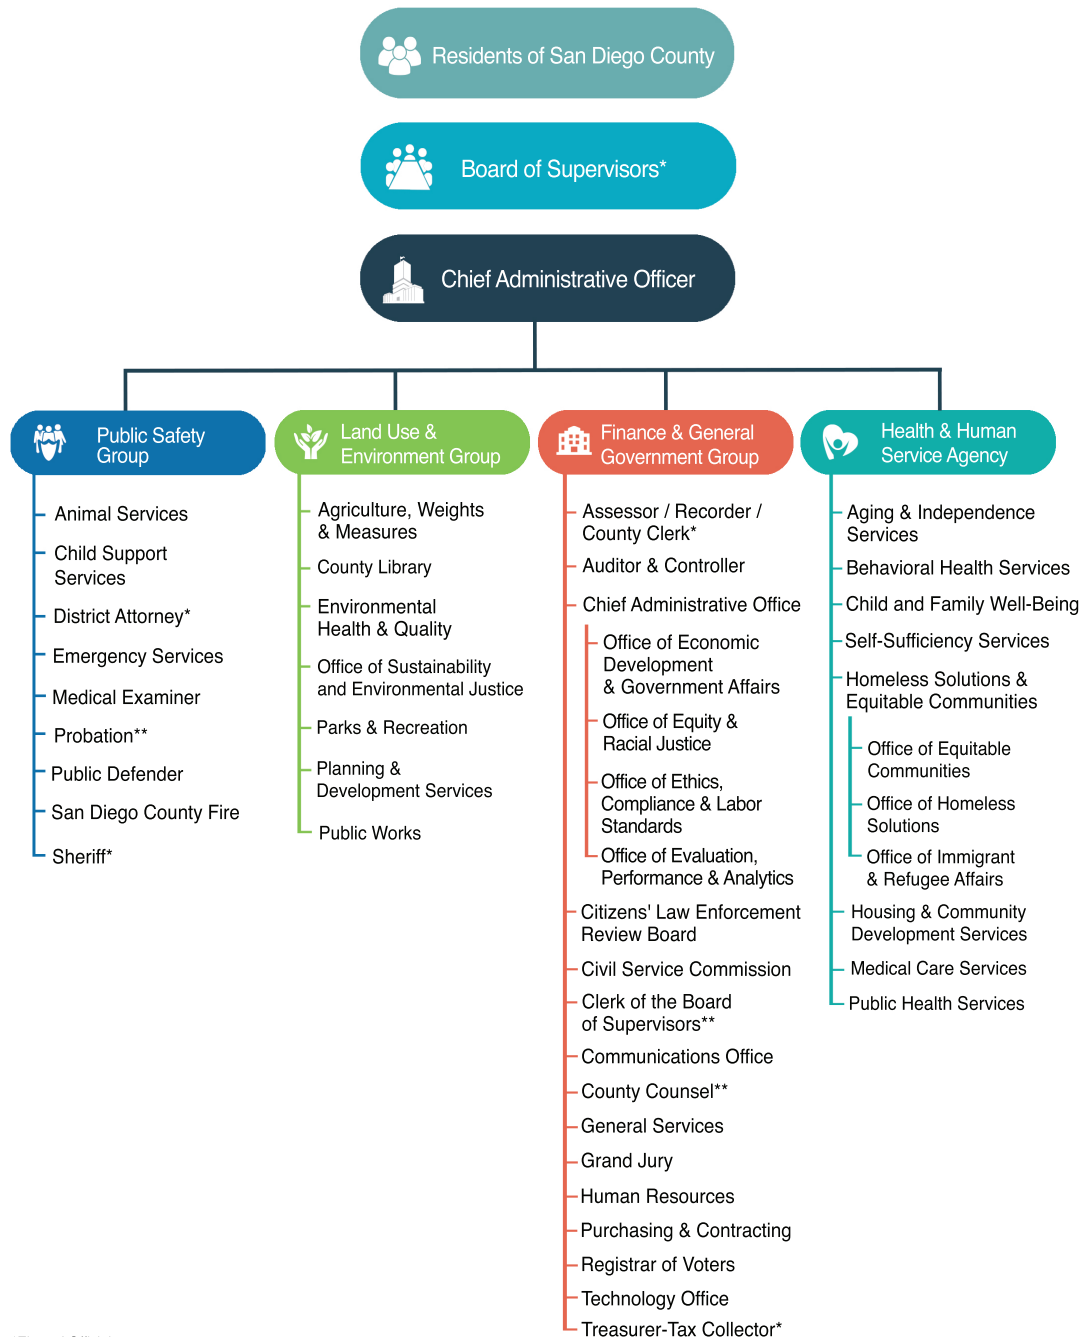 Residents of San Diego County
Board of Supervisors*
Chief Administrative Officer
Public Safety
Group
Animal Services
Child Support
Services
District Attorney*
Emergency Services
Medical Examiner
Probation**
Public Defender
San Diego County Fire
Sheriff*
Land Use &
Environment Group
Agriculture, Weights
& Measures
County Library
Environmental
Health & Quality
Office of Sustainability
and Environmental Justice
Parks & Recreation
Planning &
Development Services
Public Works
Finance & General
Government Group
Assessor / Recorder /
County Clerk*
Auditor & Controller
Chief Administrative Office
Office of Economic
Development
& Government Affairs
Office of Equity &
Racial Justice
Office of Ethics,
Compliance & Labor
Standards
Office of Evaluation,
Performance & Analytics
Citizens' Law Enforcement
Review Board
Civil Service Commission
Clerk of the Board
of Supervisors**
Communications Office
County Counsel**
General Services
Grand Jury
Human Resources
Purchasing & Contracting
Registrar of Voters
Technology Office
Treasurer-Tax Collector*
Health & Human
Service Agency
Aging & Independence
Services
Behavioral Health Services
Child and Family Well-Being
Self-Sufficiency Services
Homeless Solutions &
Equitable Communities
Office of Equitable
Communities
Office of Homeless
Solutions
Office of Immigrant
& Refugee Affairs
Housing & Community
Development Services
Medical Care Services
Public Health Services